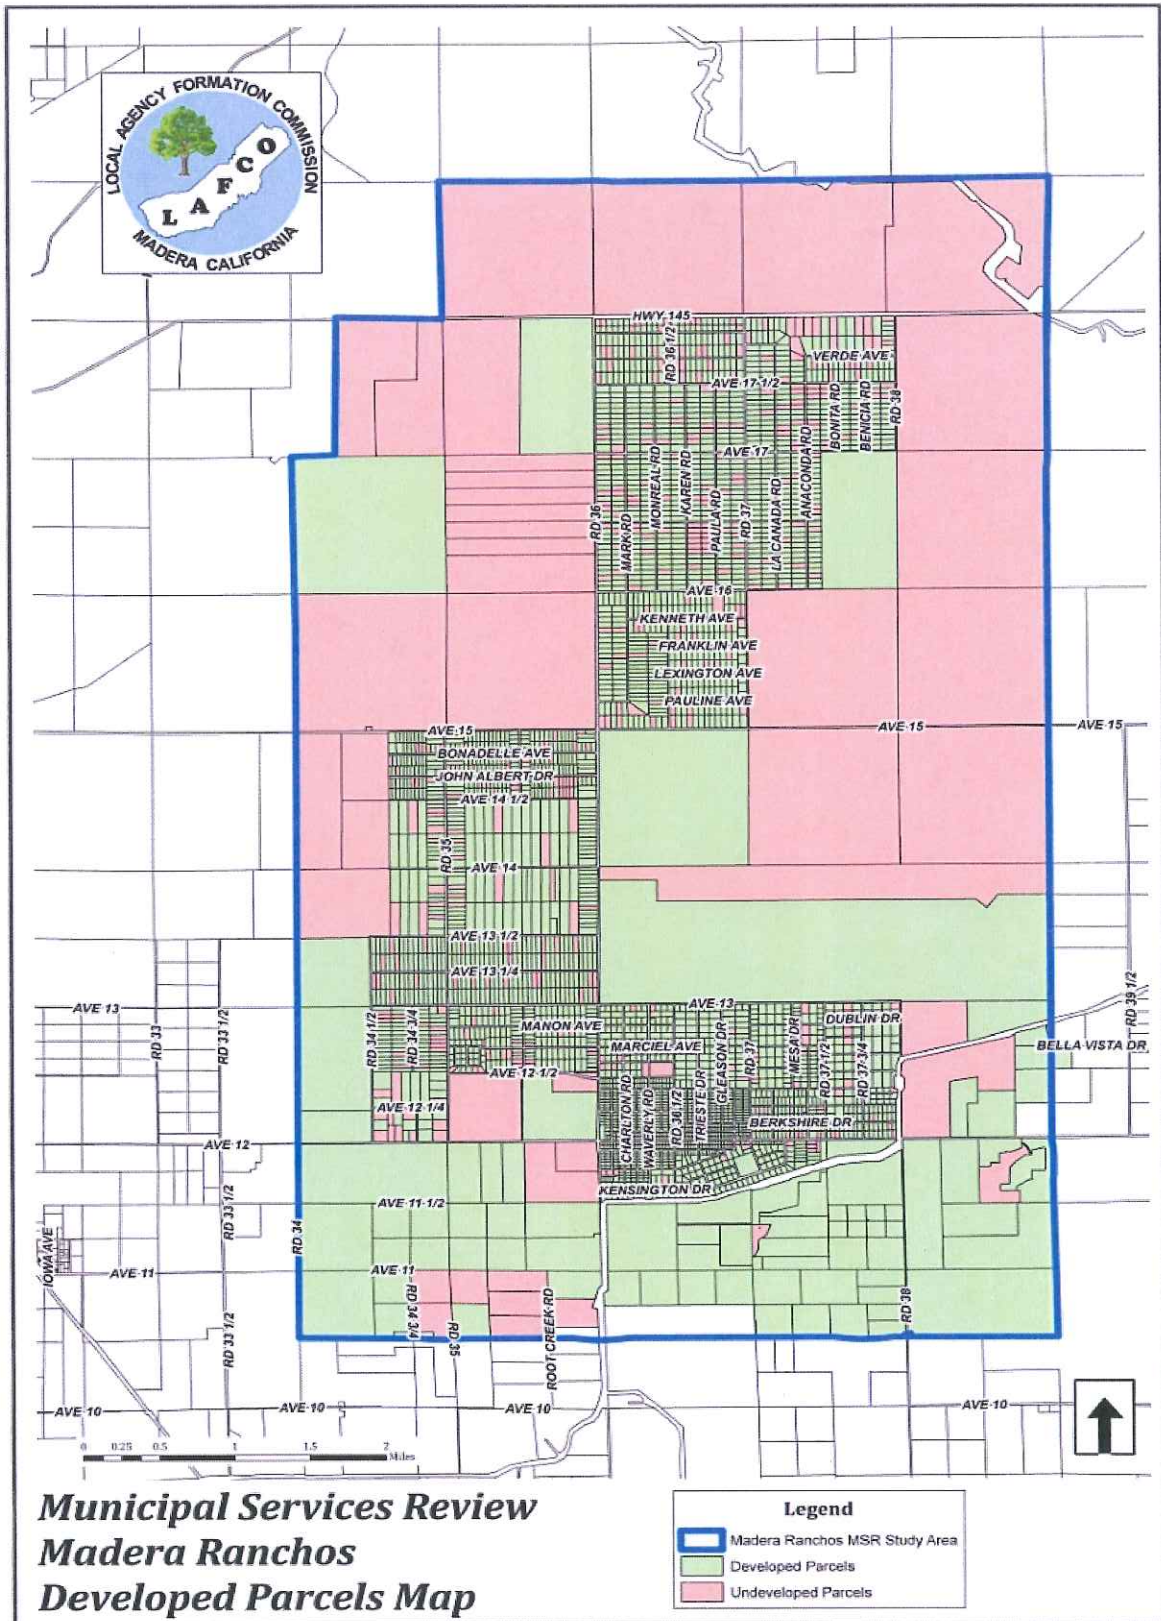 LOCAL AGENCY FORMATION COMMISSION
LAFCO
MADERA CALIFORNIA
HWY 145
RD 36 1/2
VERDE AVE
AVE 17 1/2
BONITA RD
BENICIA RD
RD 38
AVE 17
MONREAL RD
KAREN RD
PAULA RD
RD 37
LA CANADA RD
ANACONDA RD
RD 36
MARK RD
AVE 16
KENNETH AVE
FRANKLIN AVE
LEXINGTON AVE
PAULINE AVE
AVE 15
AVE 15
AVE 15
BONADELLE AVE
JOHN ALBERT DR
AVE 14 1/2
RD 35
AVE 14
AVE 13 1/2
AVE 13 1/4
AVE 13
AVE 13
RD 39 1/2
RD 33
RD 33 1/2
RD 34 1/2
RD 34 3/4
MANON AVE
MARCIEL AVE
GLEASON DR
RD 37
MESA DR
RD 37 1/2
DUBLIN DR
RD 37 3/4
BELLA VISTA DR
AVE 12 1/2
AVE 12 1/4
CHARLTON RD
WAVERLY RD
RD 36 1/2
TRIESTE DR
BERKSHIRE DR
AVE 12
KENSINGTON DR
AVE 11 1/2
RD 33 1/2
RD 34
IOWA AVE
AVE 11
AVE 11
RD 34 3/4
RD 35
ROOT CREEK RD
RD 38
RD 33 1/2
AVE 10
AVE 10
AVE 10
AVE 10
0 0.25 0.5 1 1.5 2
Miles
Municipal Services Review
Madera Ranchos
Developed Parcels Map
Legend
Madera Ranchos MSR Study Area
Developed Parcels
Undeveloped Parcels